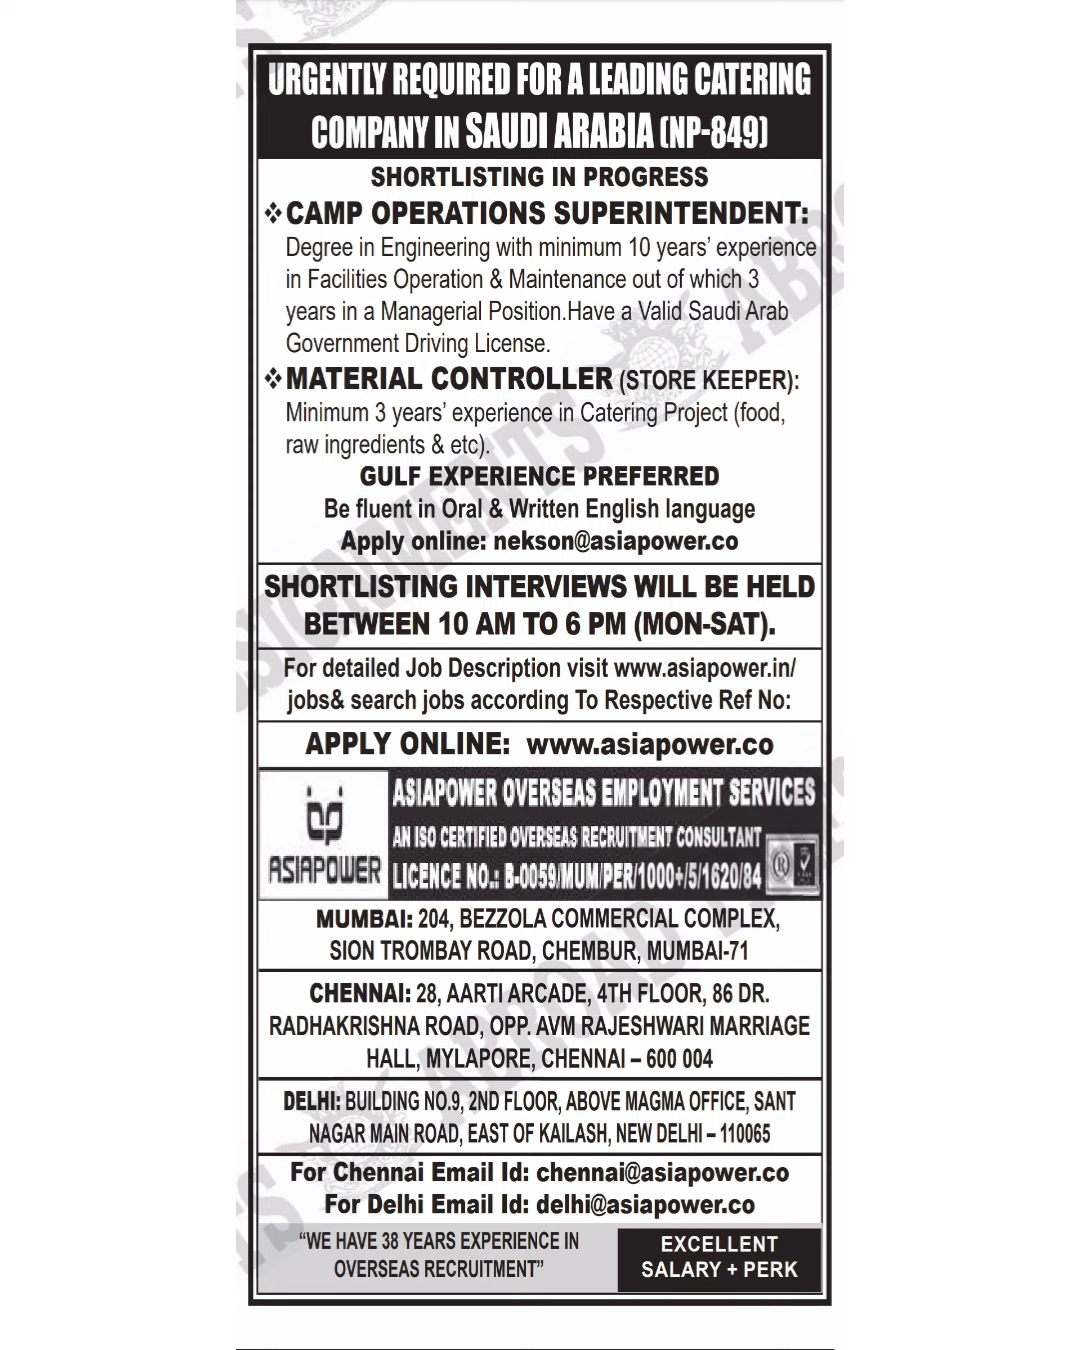 URGENTLY REQUIRED FOR A LEADING CATERING
COMPANY IN SAUDI ARABIA (NP-849)
SHORTLISTING IN PROGRESS
❖ CAMP OPERATIONS SUPERINTENDENT:
Degree in Engineering with minimum 10 years' experience
in Facilities Operation & Maintenance out of which 3
years in a Managerial Position.Have a Valid Saudi Arab
Government Driving License.
❖ MATERIAL CONTROLLER (STORE KEEPER):
Minimum 3 years' experience in Catering Project (food,
raw ingredients & etc).
GULF EXPERIENCE PREFERRED
Be fluent in Oral & Written English language
Apply online: nekson@asiapower.co
SHORTLISTING INTERVIEWS WILL BE HELD
BETWEEN 10 AM TO 6 PM (MON-SAT).
For detailed Job Description visit www.asiapower.in/
jobs& search jobs according To Respective Ref No:
APPLY ONLINE: www.asiapower.co
ASIAPOWER
ASIAPOWER OVERSEAS EMPLOYMENT SERVICES
AN ISO CERTIFIED OVERSEAS RECRUITMENT CONSULTANT
LICENCE NO.: B-0059/MUM/PER/1000+/5/1620/84
MUMBAI: 204, BEZZOLA COMMERCIAL COMPLEX,
SION TROMBAY ROAD, CHEMBUR, MUMBAI-71
CHENNAI: 28, AARTI ARCADE, 4TH FLOOR, 86 DR.
RADHAKRISHNA ROAD, OPP. AVM RAJESHWARI MARRIAGE
HALL, MYLAPORE, CHENNAI – 600 004
DELHI: BUILDING NO.9, 2ND FLOOR, ABOVE MAGMA OFFICE, SANT
NAGAR MAIN ROAD, EAST OF KAILASH, NEW DELHI – 110065
For Chennai Email Id: chennai@asiapower.co
For Delhi Email Id: delhi@asiapower.co
"WE HAVE 38 YEARS EXPERIENCE IN
OVERSEAS RECRUITMENT"
EXCELLENT
SALARY + PERK